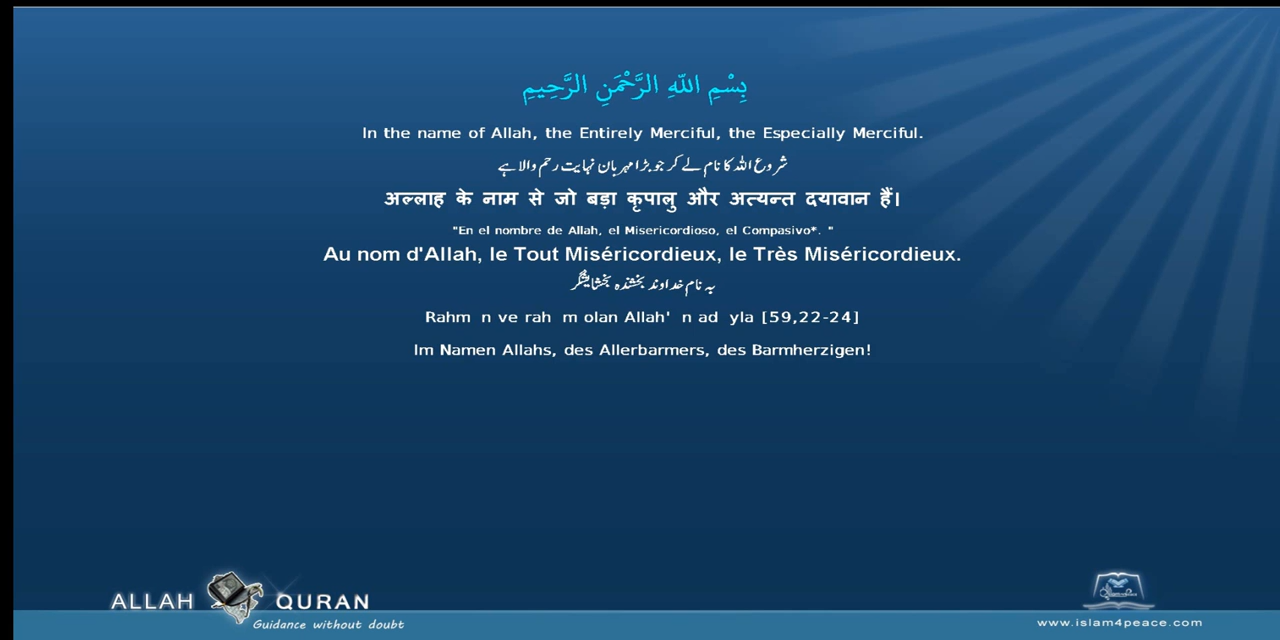 بِسْمِ اللّهِ الرَّحْمَنِ الرَّحِيمِ
In the name of Allah, the Entirely Merciful, the Especially Merciful.
شروع الله کا نام لے کر جو بڑا مہربان نہایت رحم والا ہے
अल्लाह के नाम से जो बड़ा कृपालु और अत्यन्त दयावान हैं।
"En el nombre de Allah, el Misericordioso, el Compasivo*. "
Au nom d'Allah, le Tout Miséricordieux, le Très Miséricordieux.
به نام خداوند بخشنده بخشایشگر
Rahm n ve rah m olan Allah' n ad yla [59,22-24]
Im Namen Allahs, des Allerbarmers, des Barmherzigen!
ALLAH QURAN
Guidance without doubt
www.islam4peace.com